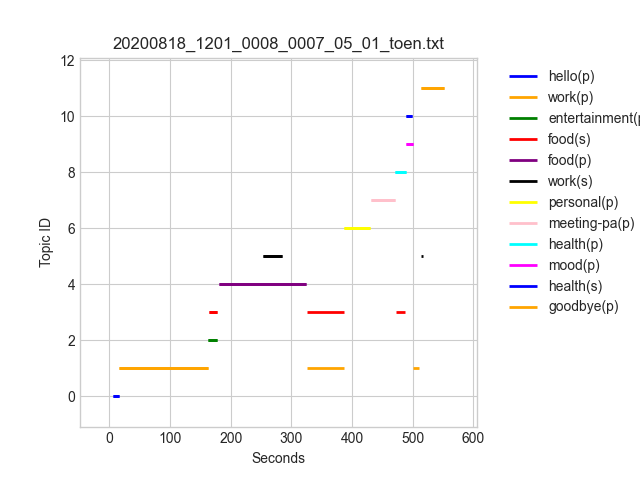 20200818_1201_0008_0007_05_01_toen.txt
12
10
8
6
4
2
0
Topic ID
0 100 200 300 400 500 600
Seconds
hello(p)
work(p)
entertainment(p
food(s)
food(p)
work(s)
personal(p)
meeting-pa(p)
health(p)
mood(p)
health(s)
goodbye(p)